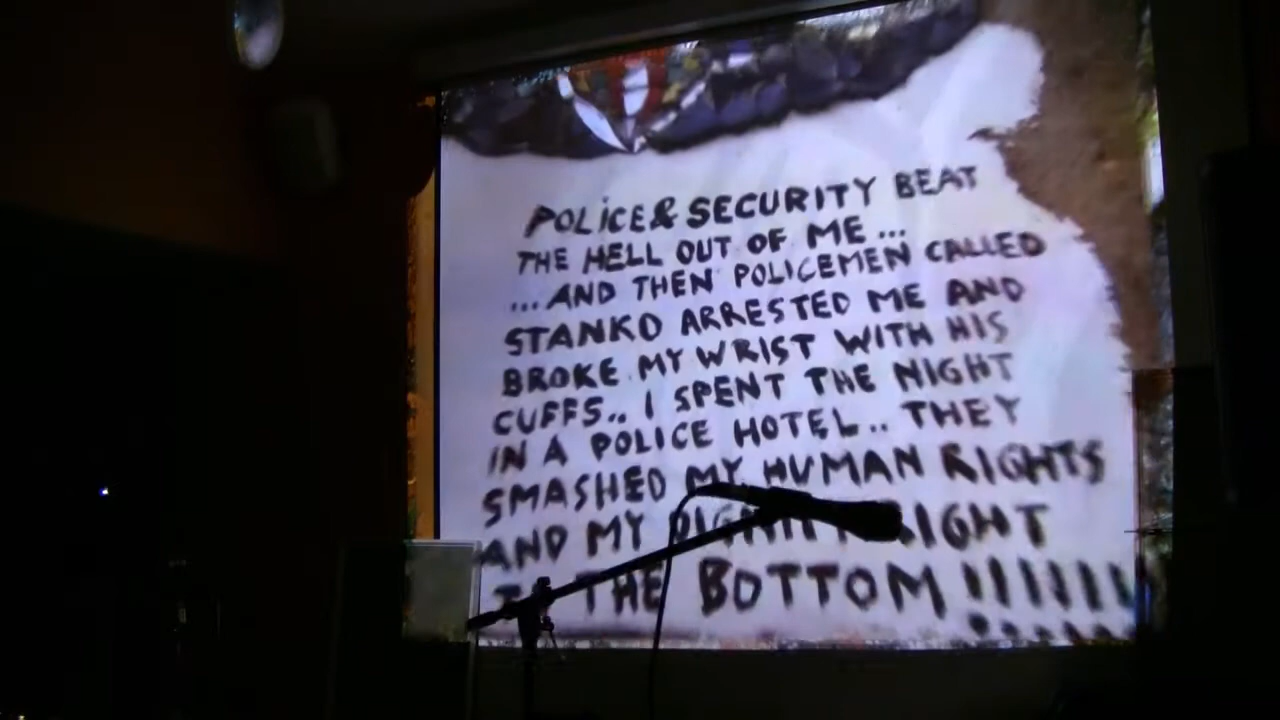 POLiCE & SECURITY BEAT
THE HELL OUT OF ME...
...AND THEN POLICEMEN CALLED
STANKO ARRESTED ME AND
BROKE MY WRIST WITH HIS
CUFFS.. I SPENT THE NIGHT
IN A POLICE HOTEL.. THEY
SMASHED MY HUMAN RIGHTS
AND MY RIGHT
THE BOTTOM !!!!!!!